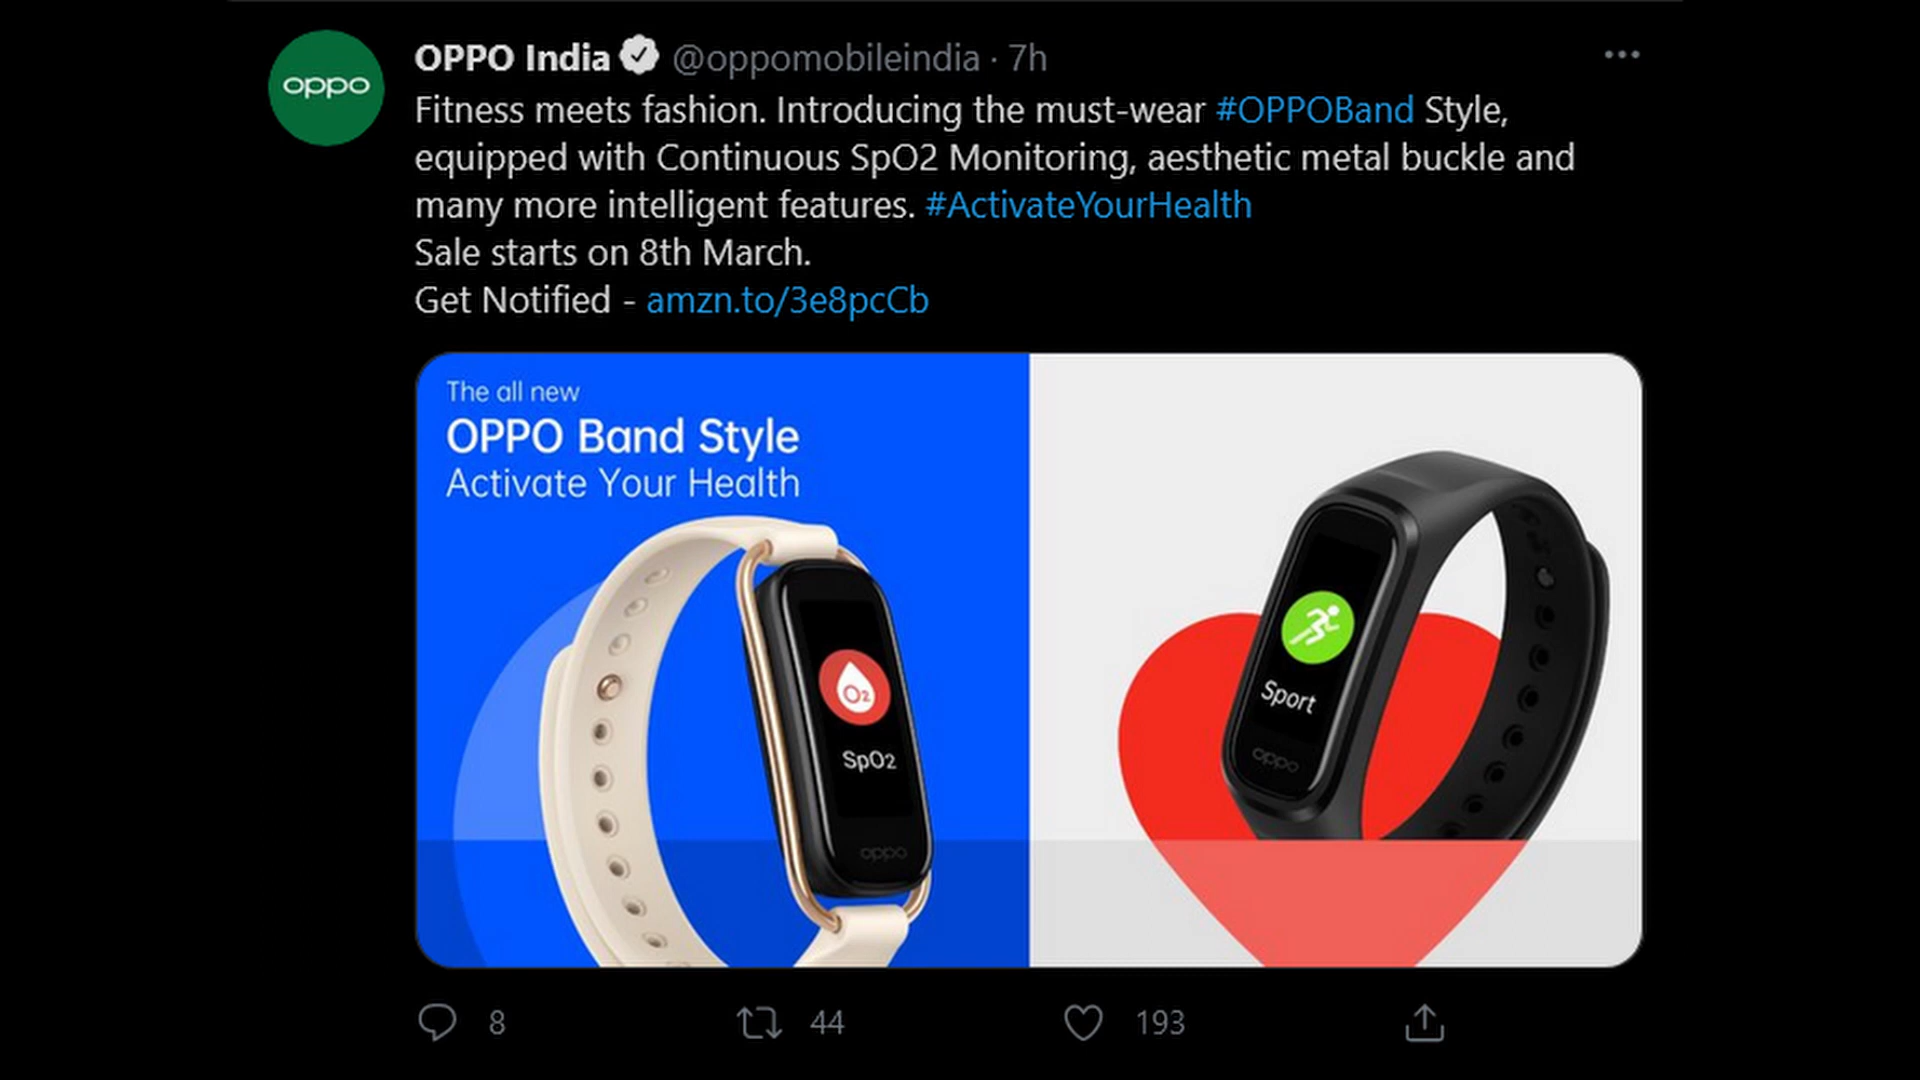 oppo
OPPO India @oppomobileindia · 7h
Fitness meets fashion. Introducing the must-wear #OPPOBand Style,
equipped with Continuous SpO2 Monitoring, aesthetic metal buckle and
many more intelligent features. #ActivateYourHealth
Sale starts on 8th March.
Get Notified - amzn.to/3e8pcCb
The all new
OPPO Band Style
Activate Your Health
O2
SpO2
oppo
Sport
oppo
8 44 193